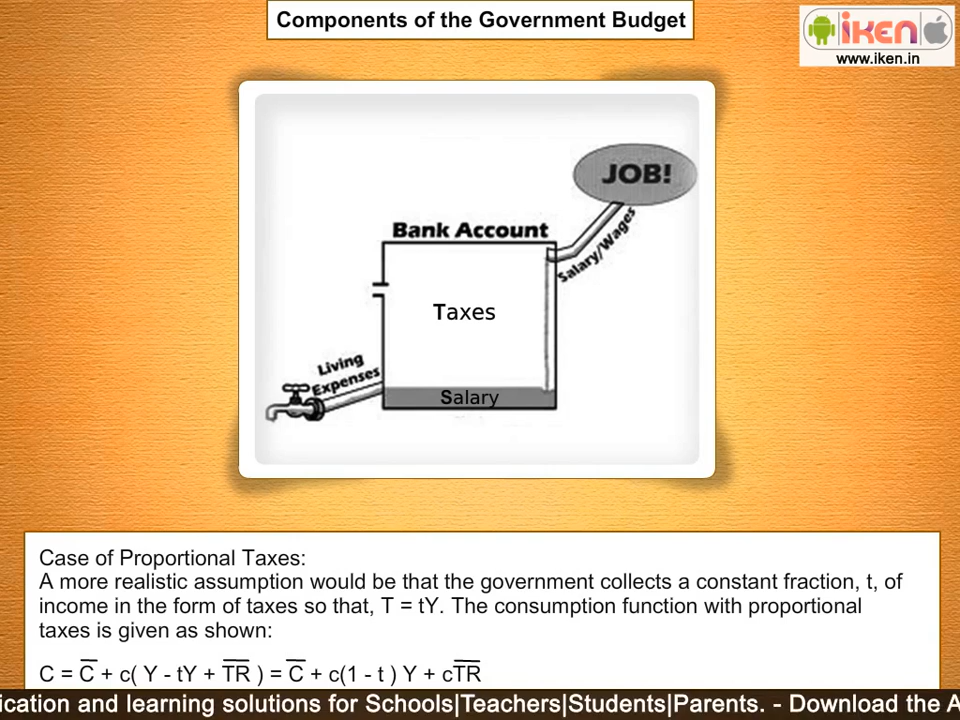 Components of the Government Budget
iKEN
www.iken.in
JOB!
Bank Account
Salary/Wages
Taxes
Living
Expenses
Salary
Case of Proportional Taxes:
A more realistic assumption would be that the government collects a constant fraction, t, of
income in the form of taxes so that, T = tY. The consumption function with proportional
taxes is given as shown:
C = C̅ + c( Y - tY + T̅R̅ ) = C̅ + c(1 - t ) Y + cT̅R̅
ication and learning solutions for Schools|Teachers|Students|Parents. - Download the A